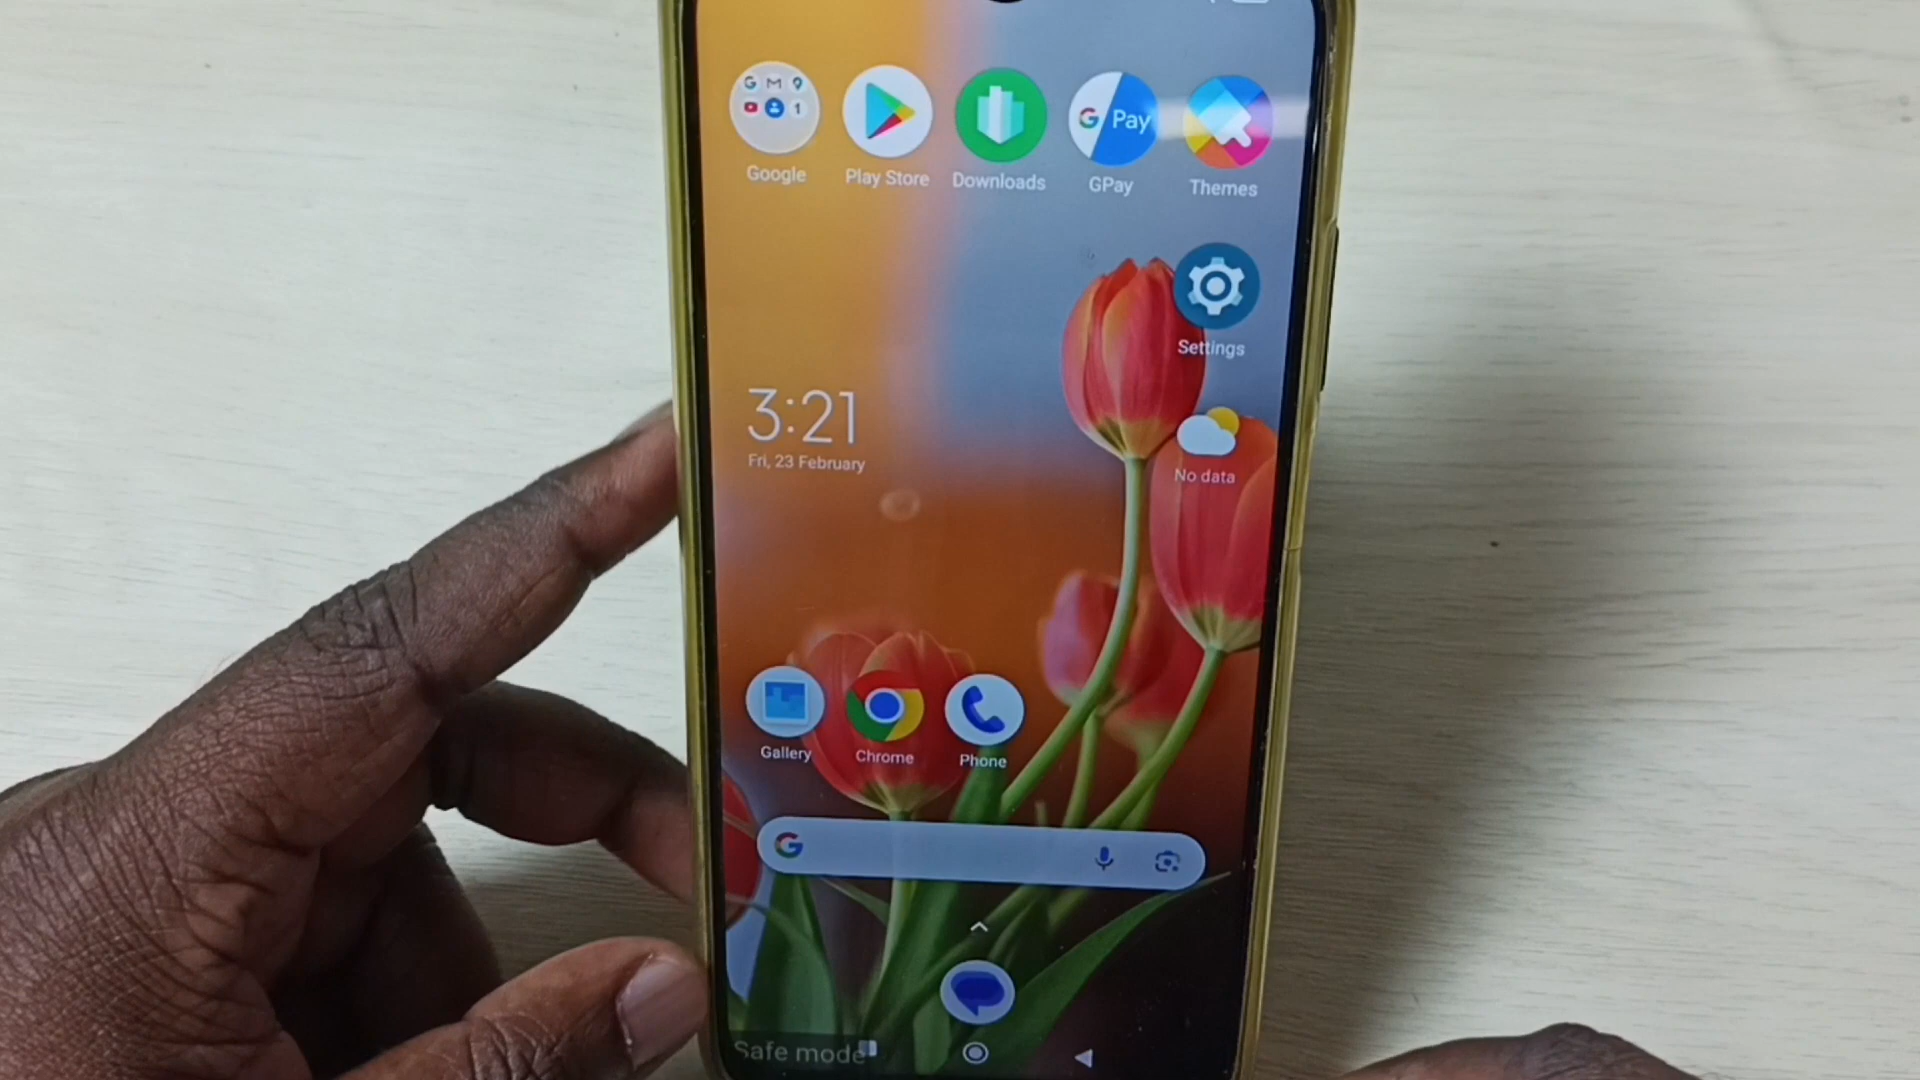 G Pay
Google
Play Store
Downloads
GPay
Themes
Settings
3:21
Fri, 23 February
No data
Gallery
Chrome
Phone
G
Safe mode